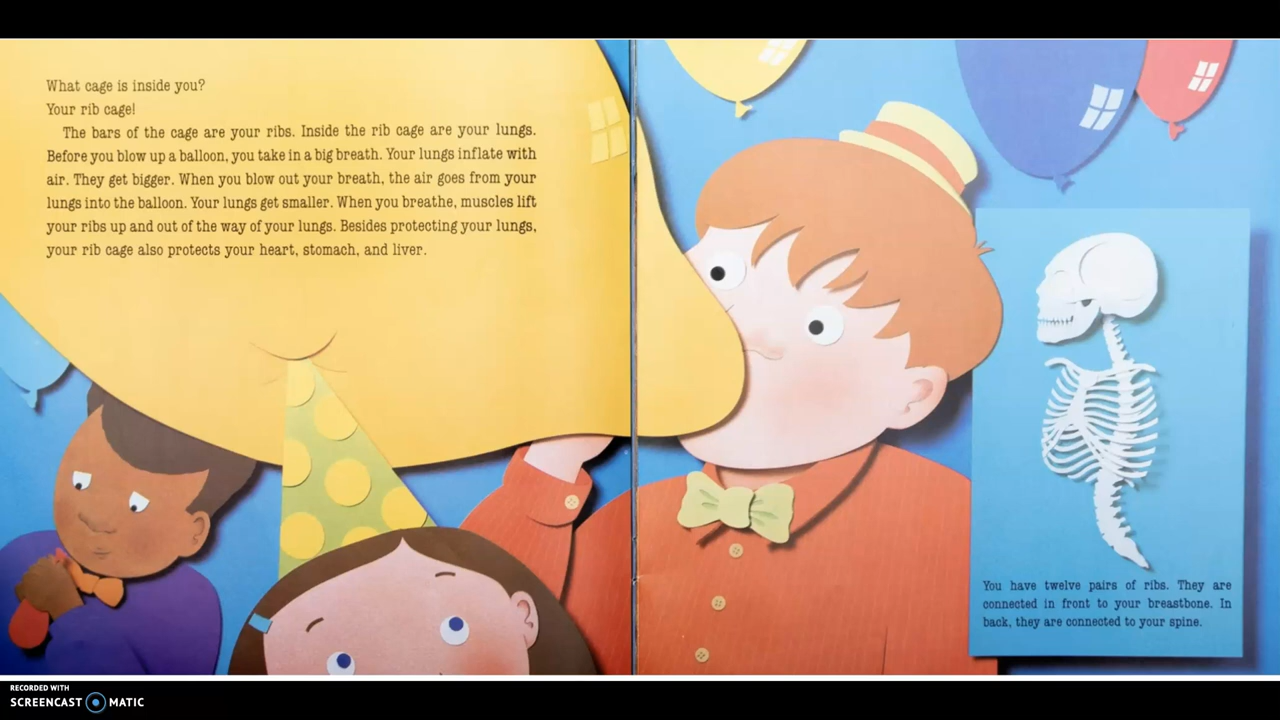 What cage is inside you?
Your rib cage!
The bars of the cage are your ribs. Inside the rib cage are your lungs.
Before you blow up a balloon, you take in a big breath. Your lungs inflate with
air. They get bigger. When you blow out your breath, the air goes from your
lungs into the balloon. Your lungs get smaller. When you breathe, muscles lift
your ribs up and out of the way of your lungs. Besides protecting your lungs,
your rib cage also protects your heart, stomach, and liver.
You have twelve pairs of ribs. They are
connected in front to your breastbone. In
back, they are connected to your spine.
RECORDED WITH
SCREENCAST MATIC